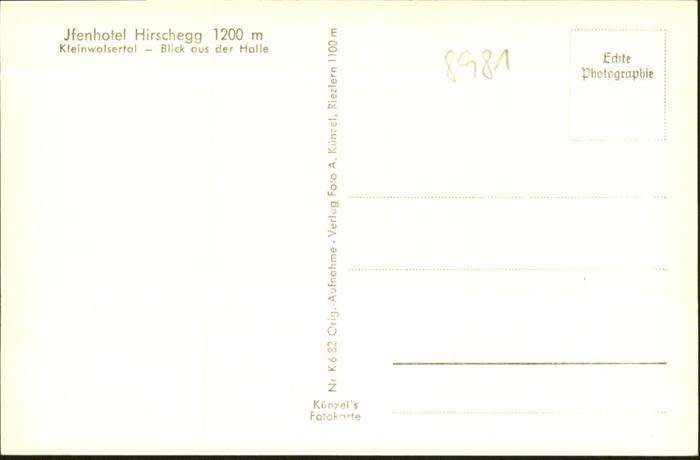 Jfenhotel Hirschegg 1200 m
Kleinwalsertal – Blick aus der Halle
Nr. K 6 82 Orig.-Aufnahme - Verlag Foto A. Künzel, Riezlern 1100 m
Künzel's
Fotokarte
8981
Echte
Photographie